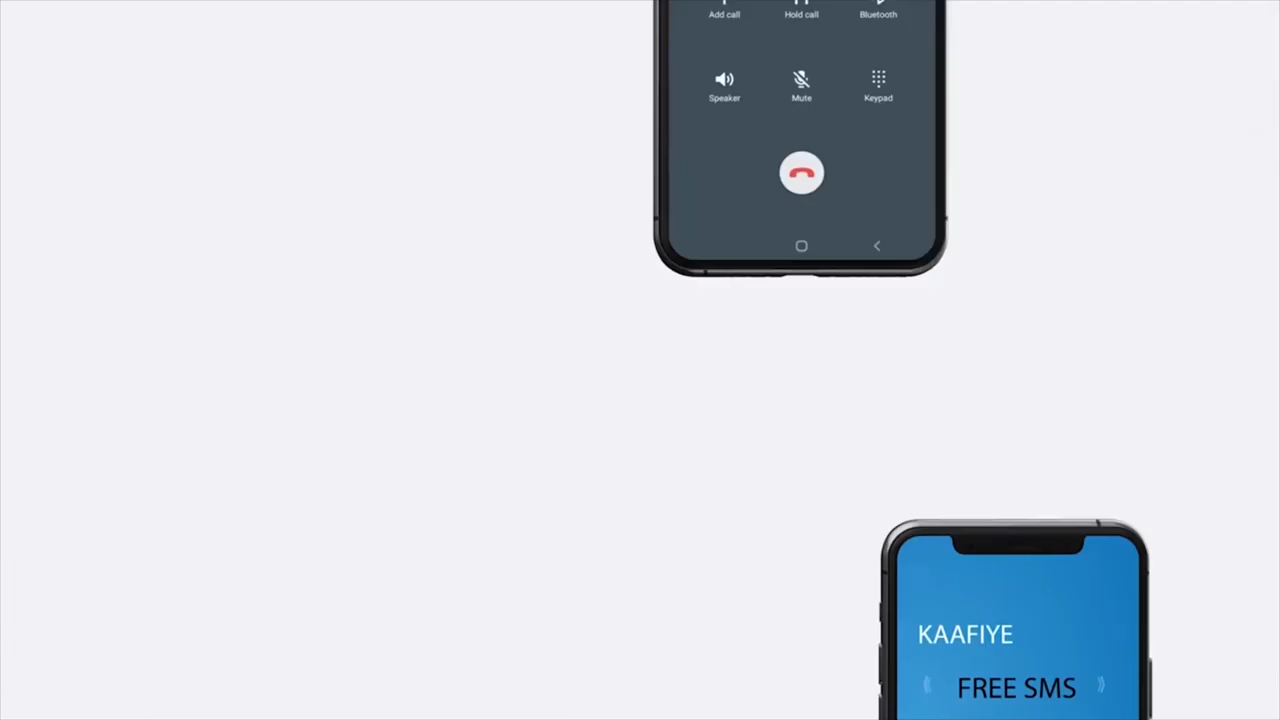 Add call Hold call Bluetooth
Speaker Mute Keypad
KAAFIYE
FREE SMS